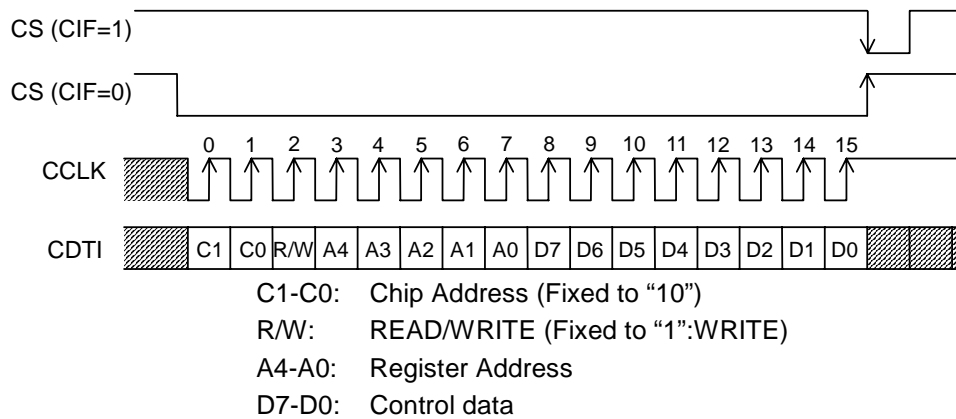 CS (CIF=1)
CS (CIF=0)
0 1 2 3 4 5 6 7 8 9 10 11 12 13 14 15
CCLK
CDTI C1 C0 R/W A4 A3 A2 A1 A0 D7 D6 D5 D4 D3 D2 D1 D0
C1-C0: Chip Address (Fixed to “10”)
R/W: READ/WRITE (Fixed to “1”:WRITE)
A4-A0: Register Address
D7-D0: Control data